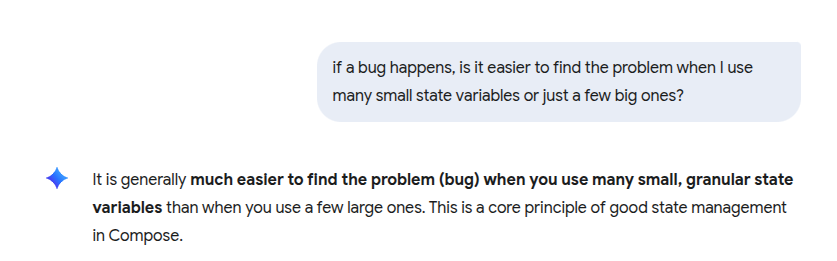 if a bug happens, is it easier to find the problem when I use
many small state variables or just a few big ones?
It is generally much easier to find the problem (bug) when you use many small, granular state
variables than when you use a few large ones. This is a core principle of good state management
in Compose.